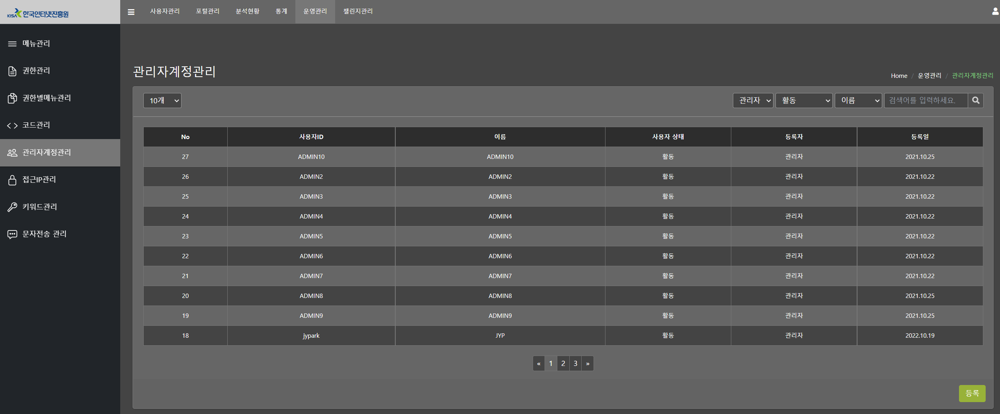 KISA 한국인터넷진흥원
사용자관리 포털관리 분석현황 통계 운영관리 챌린지관리
메뉴관리
권한관리
권한별메뉴관리
코드관리
관리자계정관리
접근IP관리
키워드관리
문자전송 관리
관리자계정관리
Home / 운영관리 / 관리자계정관리
10개 관리자 활동 이름 검색어를 입력하세요.
No 사용자ID 이름 사용자 상태 등록자 등록일
27 ADMIN10 ADMIN10 활동 관리자 2021.10.25
26 ADMIN2 ADMIN2 활동 관리자 2021.10.22
25 ADMIN3 ADMIN3 활동 관리자 2021.10.22
24 ADMIN4 ADMIN4 활동 관리자 2021.10.22
23 ADMIN5 ADMIN5 활동 관리자 2021.10.22
22 ADMIN6 ADMIN6 활동 관리자 2021.10.22
21 ADMIN7 ADMIN7 활동 관리자 2021.10.22
20 ADMIN8 ADMIN8 활동 관리자 2021.10.25
19 ADMIN9 ADMIN9 활동 관리자 2021.10.25
18 jypark JYP 활동 관리자 2022.10.19
« 1 2 3 »
등록